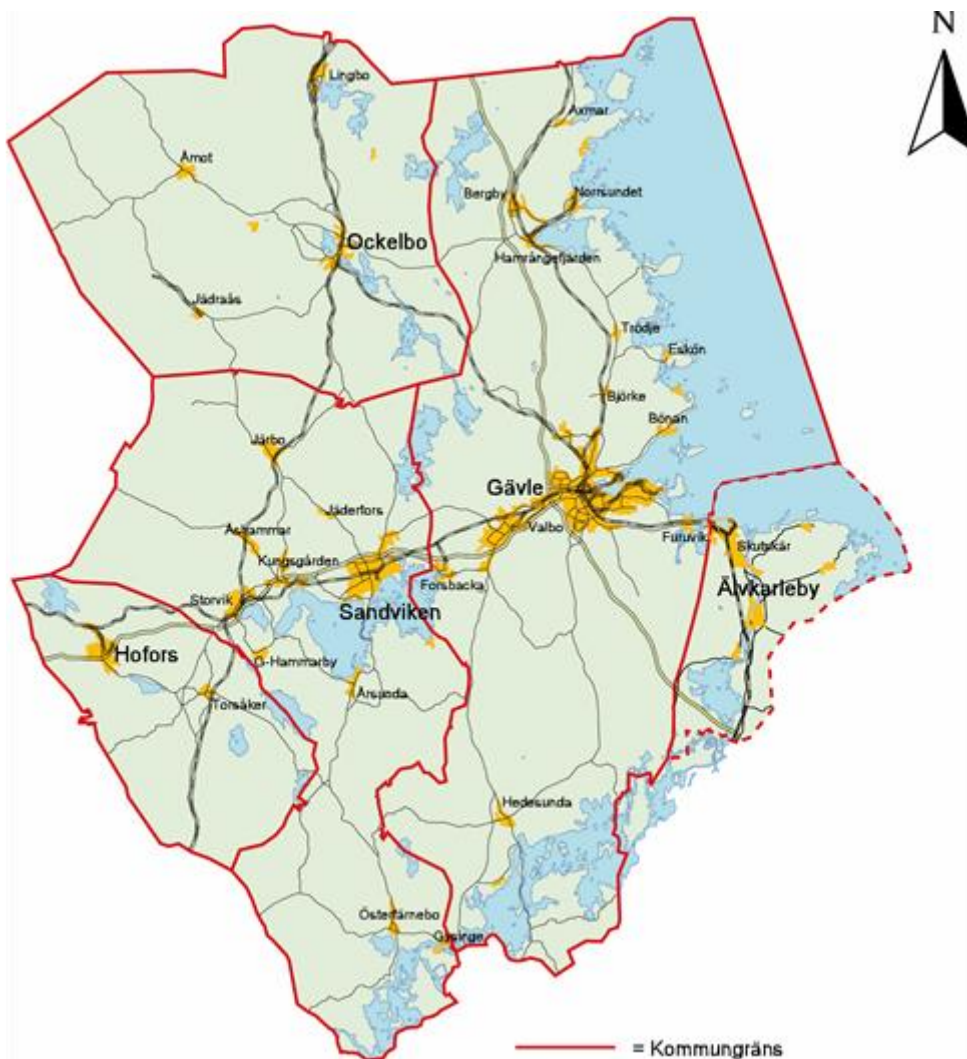 N
Lingbo
Axmar
Åmot
Bergby
Norrsundet
Ockelbo
Hamrångefjärden
Jädraås
Trödje
Eskön
Björke
Bönan
Järbo
Gävle
Jäderfors
Valbo
Furuvik
Åshammar
Skutskär
Kungsgården
Forsbacka
Älvkarleby
Storvik
Sandviken
Hofors
G-Hammarby
Torsåker
Årsunda
Hedesunda
Österfärnebo
Gysinge
= Kommungräns